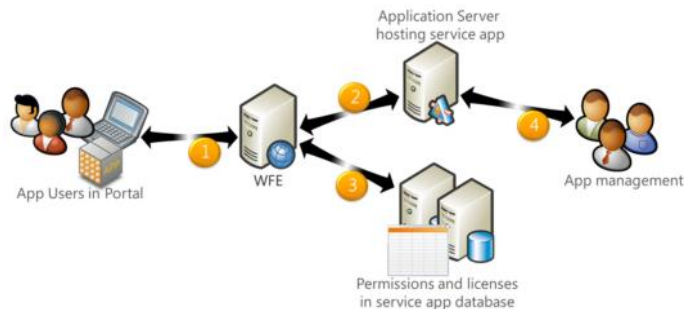 Application Server
hosting service app
2
4
1
App Users in Portal
WFE
App management
3
Permissions and licenses
in service app database